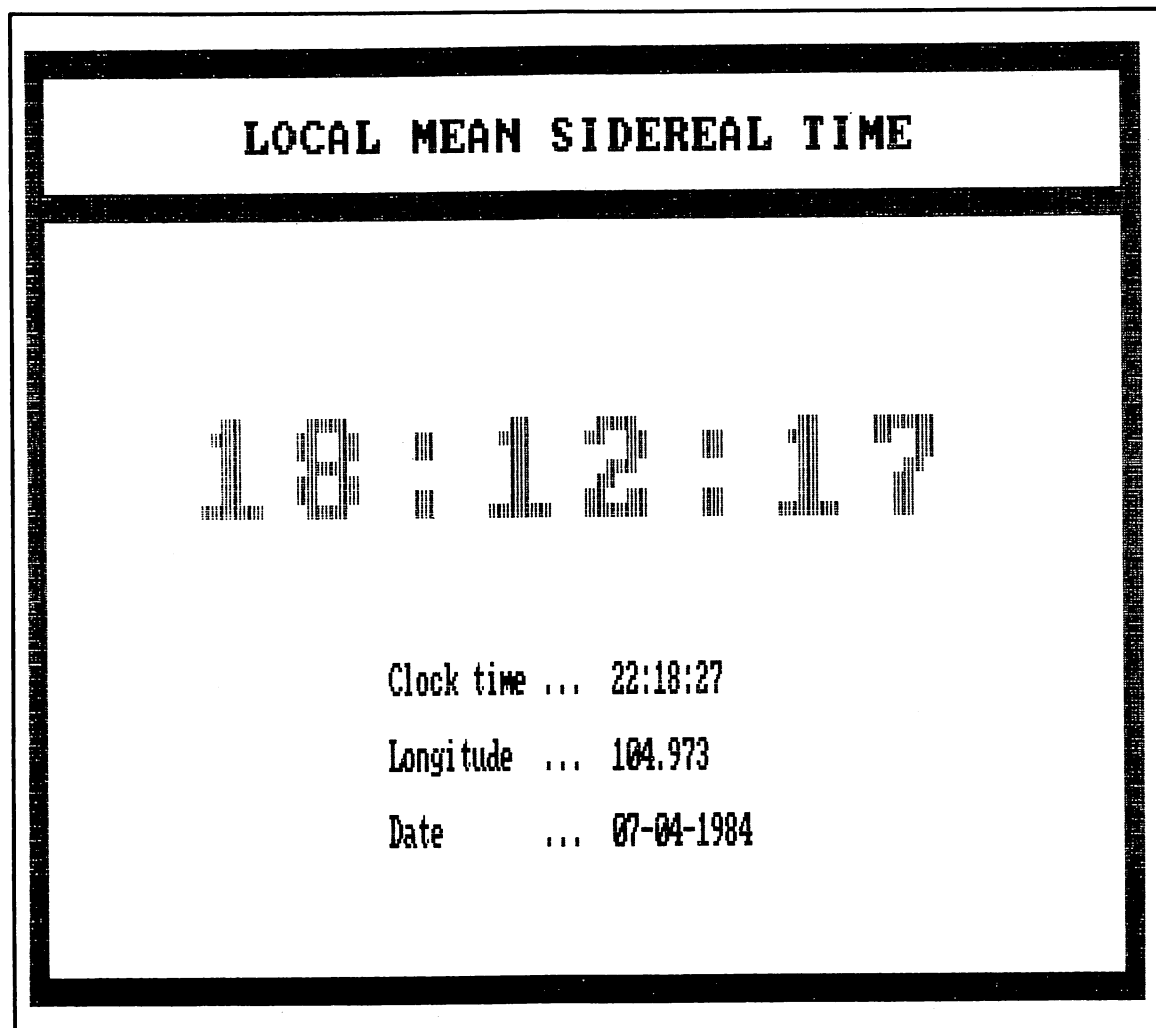 LOCAL MEAN SIDEREAL TIME
18:12:17
Clock time ... 22:18:27
Longitude ... 104.973
Date ... 07-04-1984